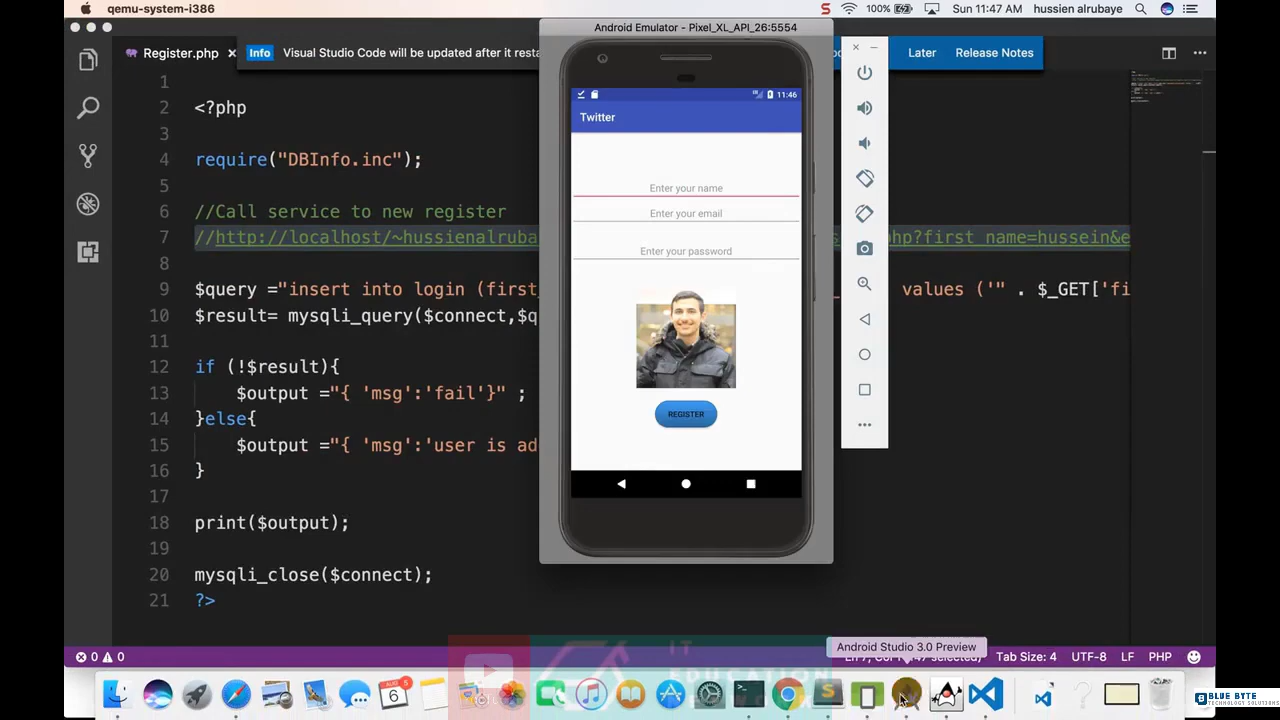 qemu-system-i386
S
100%
Sun 11:47 AM
hussien alrubaye
Android Emulator - Pixel_XL_API_26:5554
Register.php
Info
Visual Studio Code will be updated after it resta
Later
Release Notes
11:46
Twitter
Enter your name
Enter your email
Enter your password
REGISTER
1
2 <?php
3
4 require("DBInfo.inc");
5
6 //Call service to new register
7 //http://localhost/~hussienalruba hp?first_name=hussein&e
8
9 $query ="insert into login (first_ values ('" . $_GET['fi
10 $result= mysqli_query($connect,$q
11
12 if (!$result){
13 $output ="{ 'msg':'fail'}" ;
14 }else{
15 $output ="{ 'msg':'user is ad
16 }
17
18 print($output);
19
20 mysqli_close($connect);
21 ?>
Android Studio 3.0 Preview
0 0
Tab Size: 4
UTF-8
LF
PHP
IT
EDUCATION
AUG
6
BLUE BYTE
TECHNOLOGY SOLUTIONS